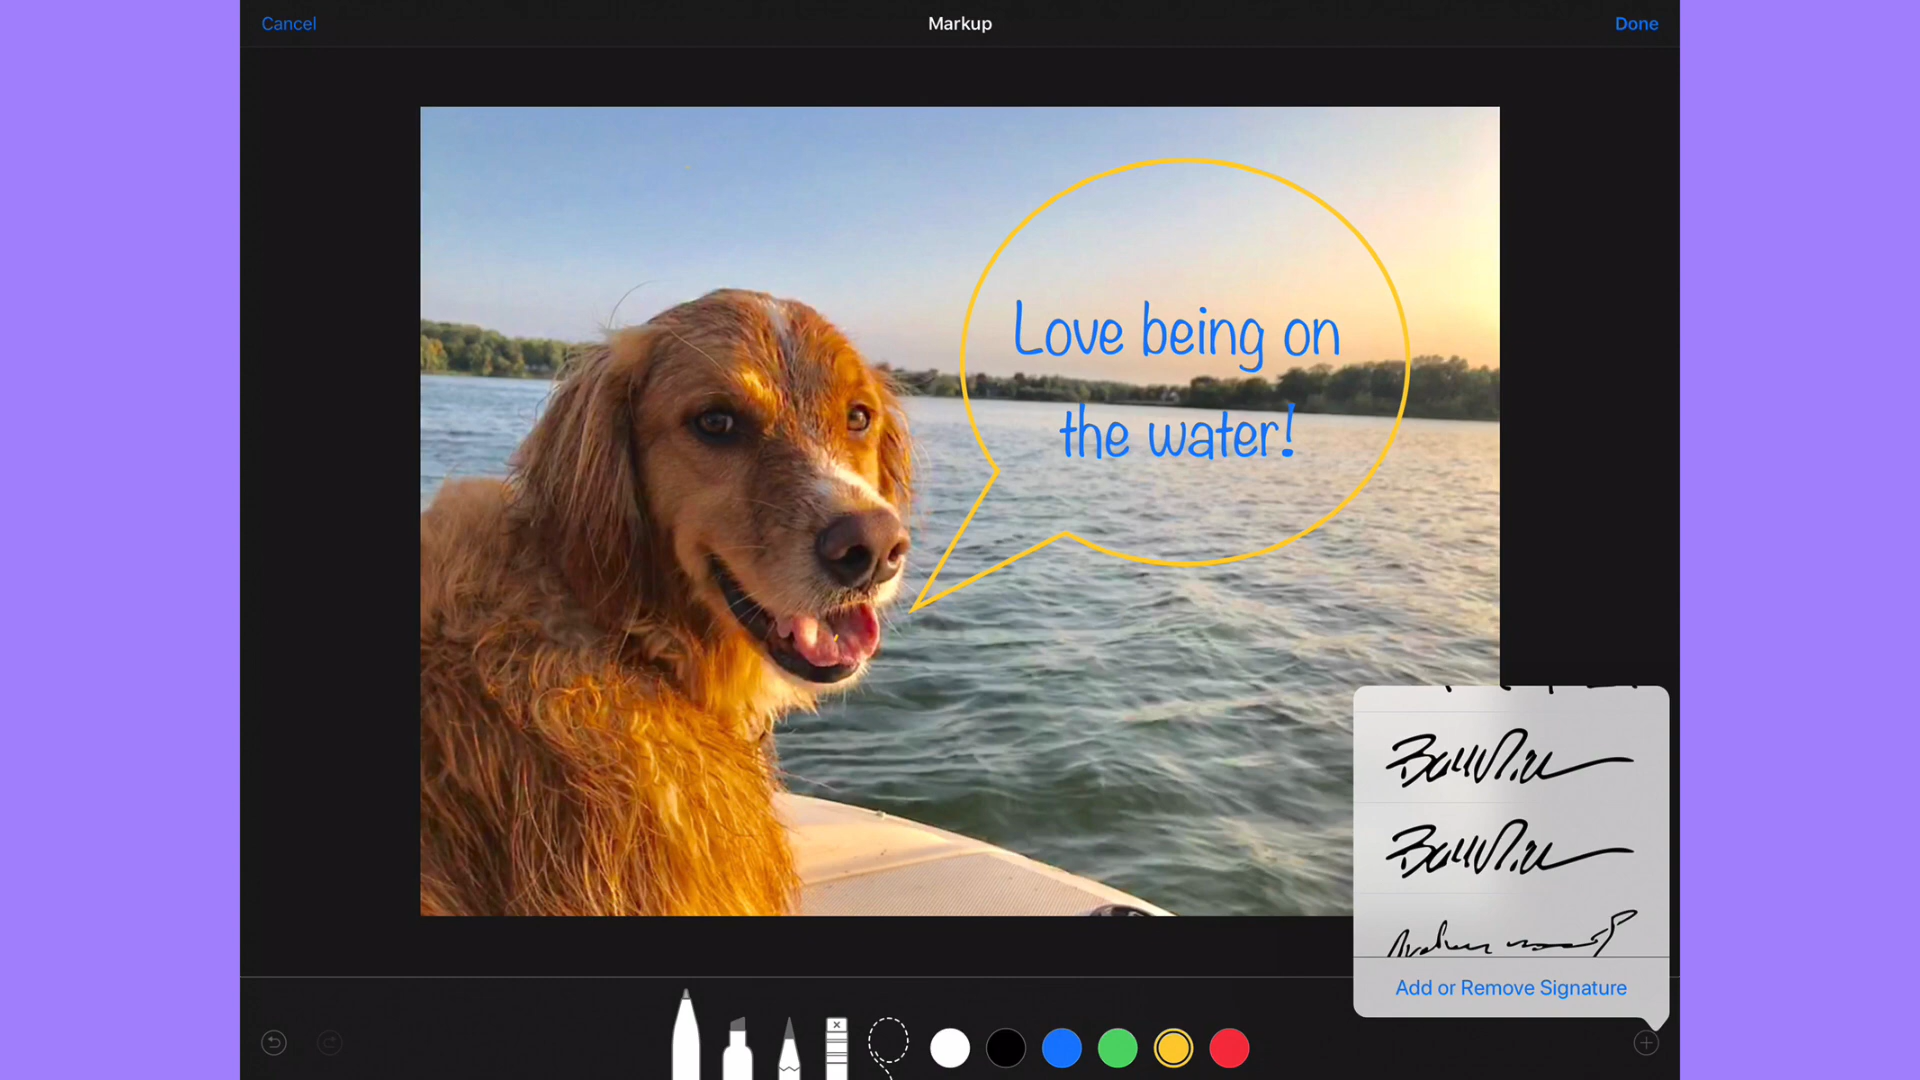 Cancel
Markup
Done
Love being on
the water!
Add or Remove Signature